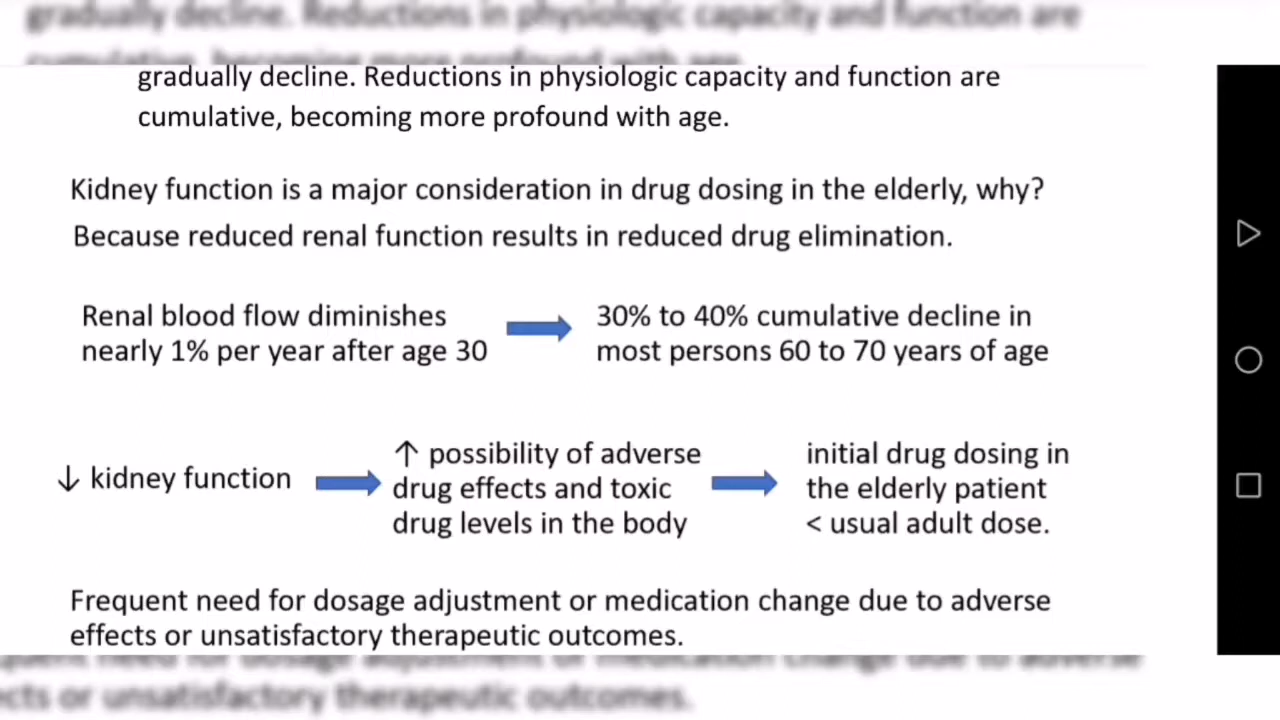 gradually decline. Reductions in physiologic capacity and function are
cumulative, becoming more profound with age.
Kidney function is a major consideration in drug dosing in the elderly, why?
Because reduced renal function results in reduced drug elimination.
Renal blood flow diminishes
nearly 1% per year after age 30
30% to 40% cumulative decline in
most persons 60 to 70 years of age
↓ kidney function
↑ possibility of adverse
drug effects and toxic
drug levels in the body
initial drug dosing in
the elderly patient
< usual adult dose.
Frequent need for dosage adjustment or medication change due to adverse
effects or unsatisfactory therapeutic outcomes.